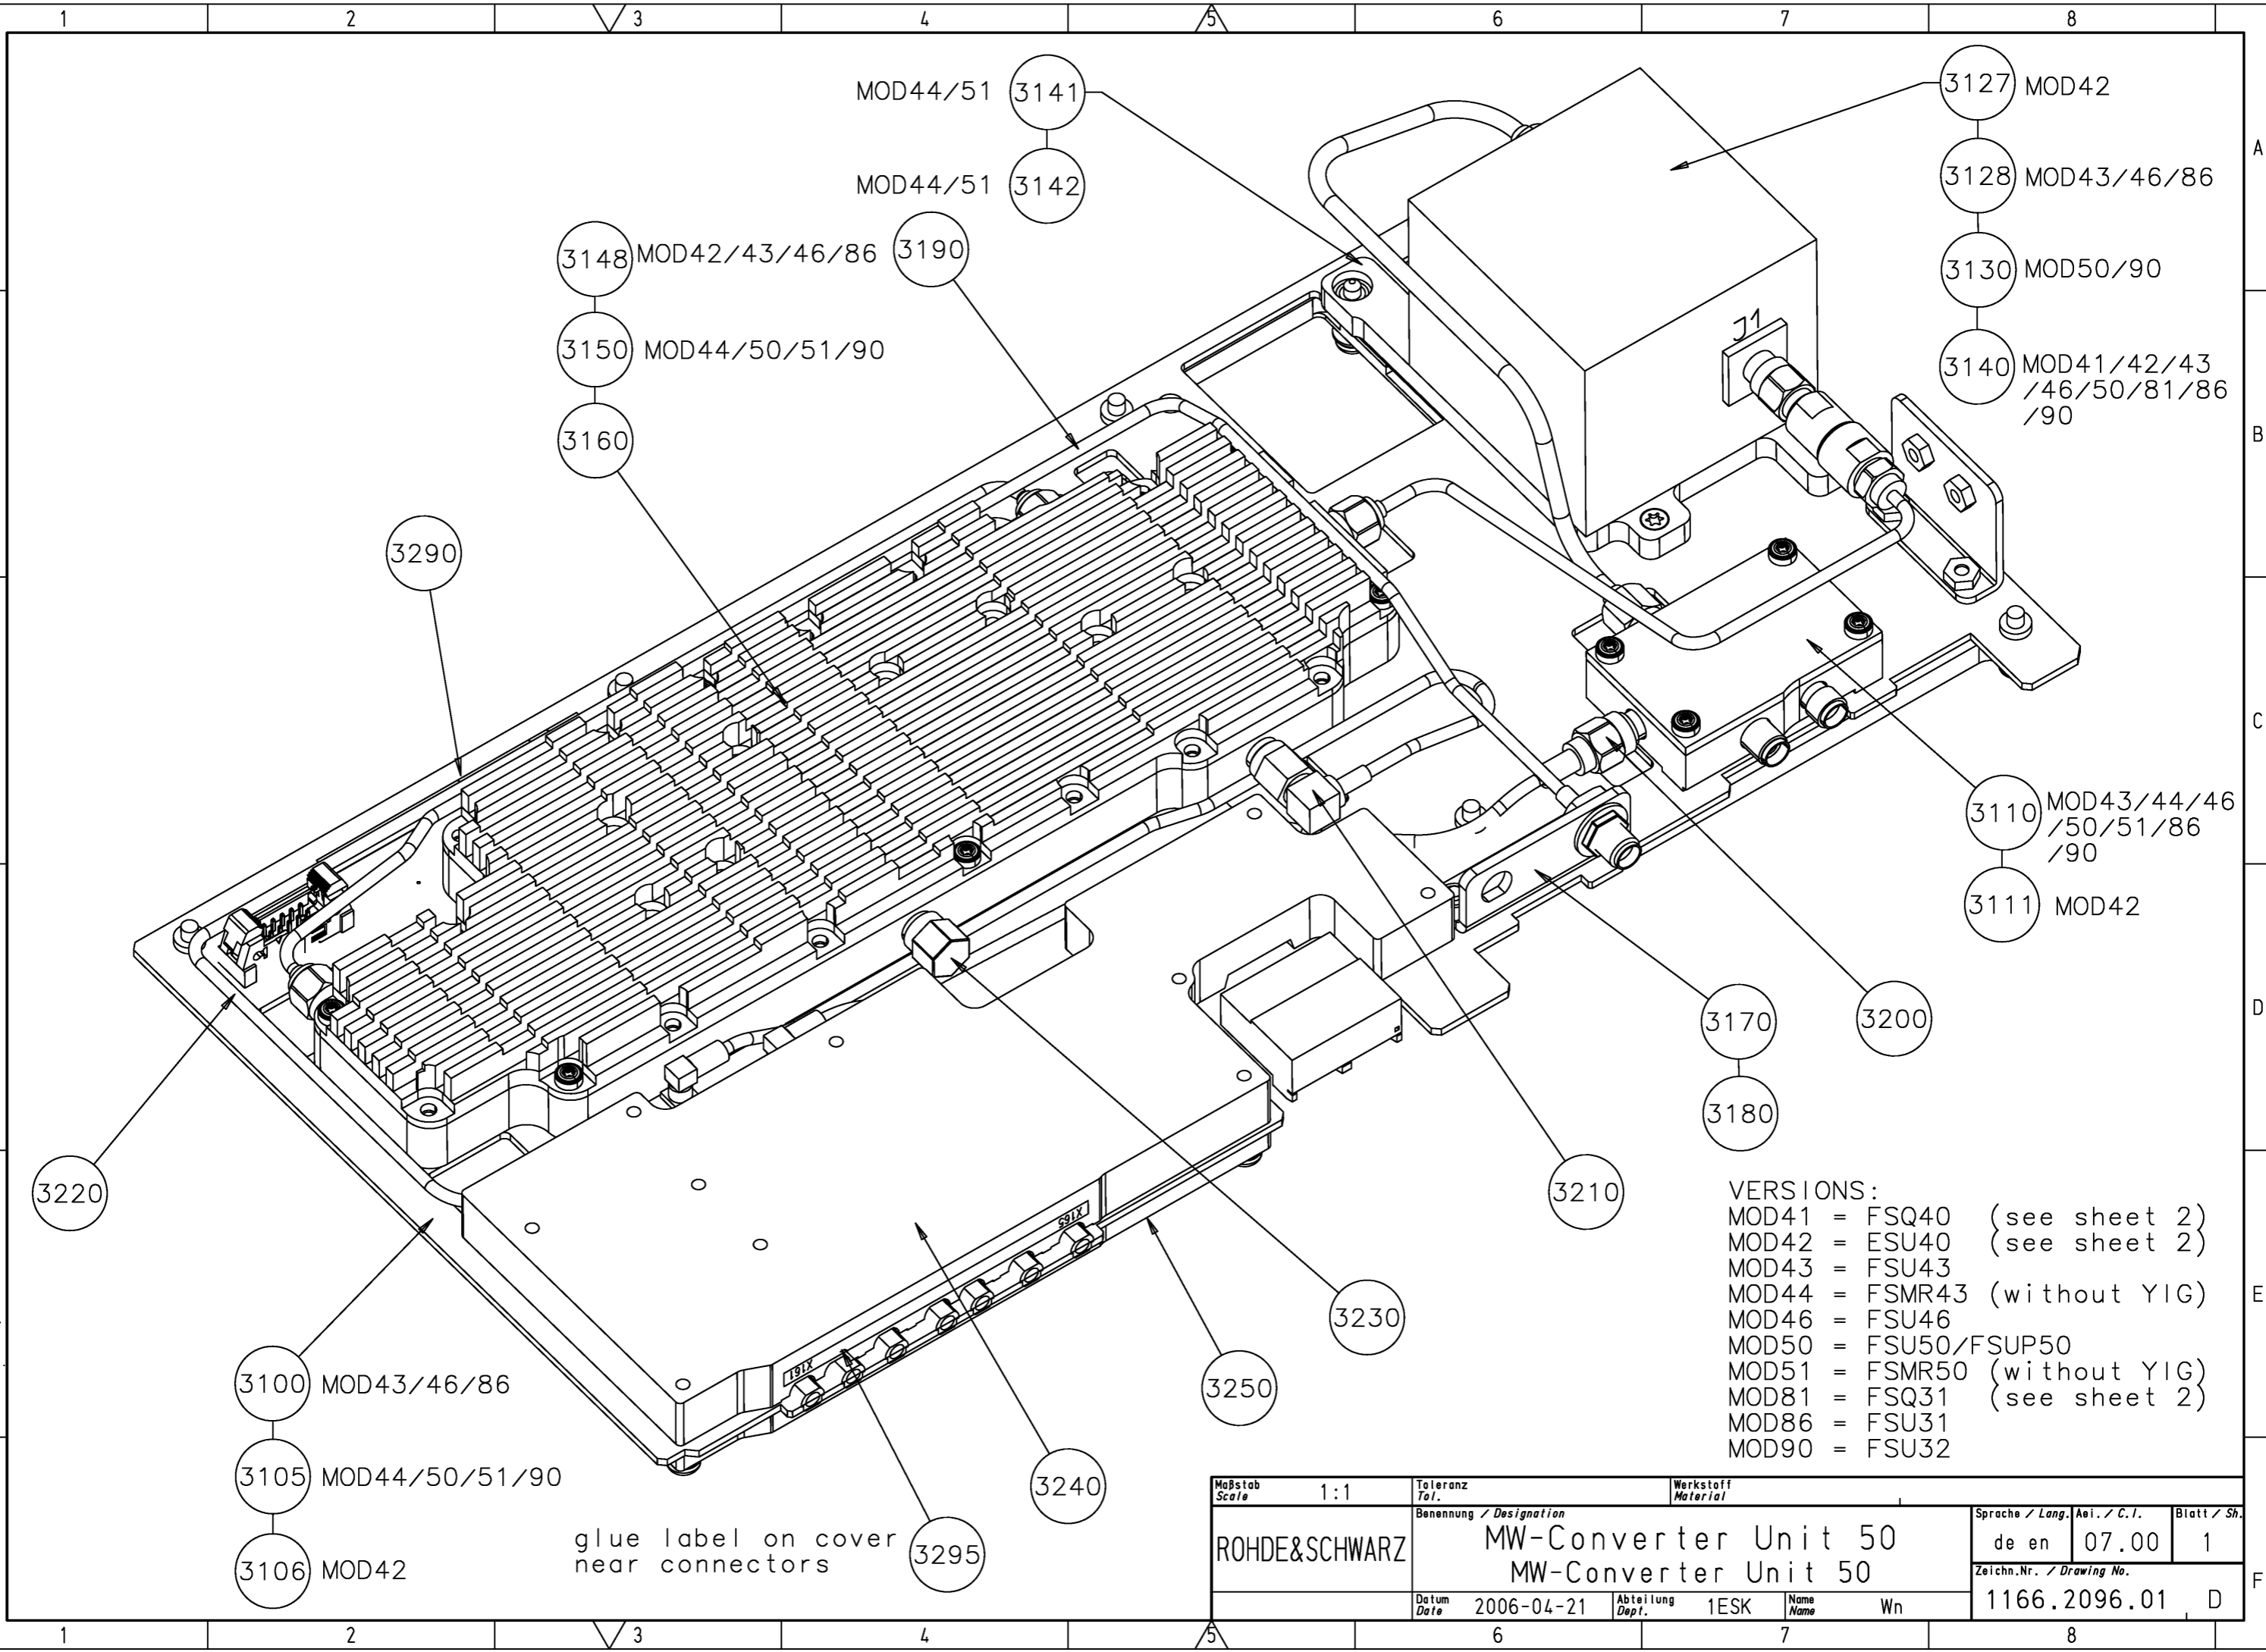 1 2 3 4 5 6 7 8
A
B
C
D
E
F
MOD44/51 3141
MOD44/51 3142
3127 MOD42
3128 MOD43/46/86
3130 MOD50/90
3140 MOD41/42/43
/46/50/81/86
/90
3148 MOD42/43/46/86
3190
3150 MOD44/50/51/90
3160
3290
J1
3110 MOD43/44/46
/50/51/86
/90
3111 MOD42
3170
3180
3200
3210
3220
3230
3250
3240
X165
X161
3100 MOD43/46/86
3105 MOD44/50/51/90
3106 MOD42
glue label on cover
near connectors
3295
VERSIONS:
MOD41 = FSQ40 (see sheet 2)
MOD42 = ESU40 (see sheet 2)
MOD43 = FSU43
MOD44 = FSMR43 (without YIG)
MOD46 = FSU46
MOD50 = FSU50/FSUP50
MOD51 = FSMR50 (without YIG)
MOD81 = FSQ31 (see sheet 2)
MOD86 = FSU31
MOD90 = FSU32
Maßstab
Scale
1:1
Toleranz
Tol.
Werkstoff
Material
ROHDE&SCHWARZ
Benennung / Designation
MW-Converter Unit 50
MW-Converter Unit 50
Sprache / Lang.
de en
Aei. / C.I.
07.00
Blatt / Sh.
1
Zeichn.Nr. / Drawing No.
1166.2096.01 D
Datum
Date
2006-04-21
Abteilung
Dept.
1ESK
Name
Name
Wn
1 2 3 4 5 6 7 8